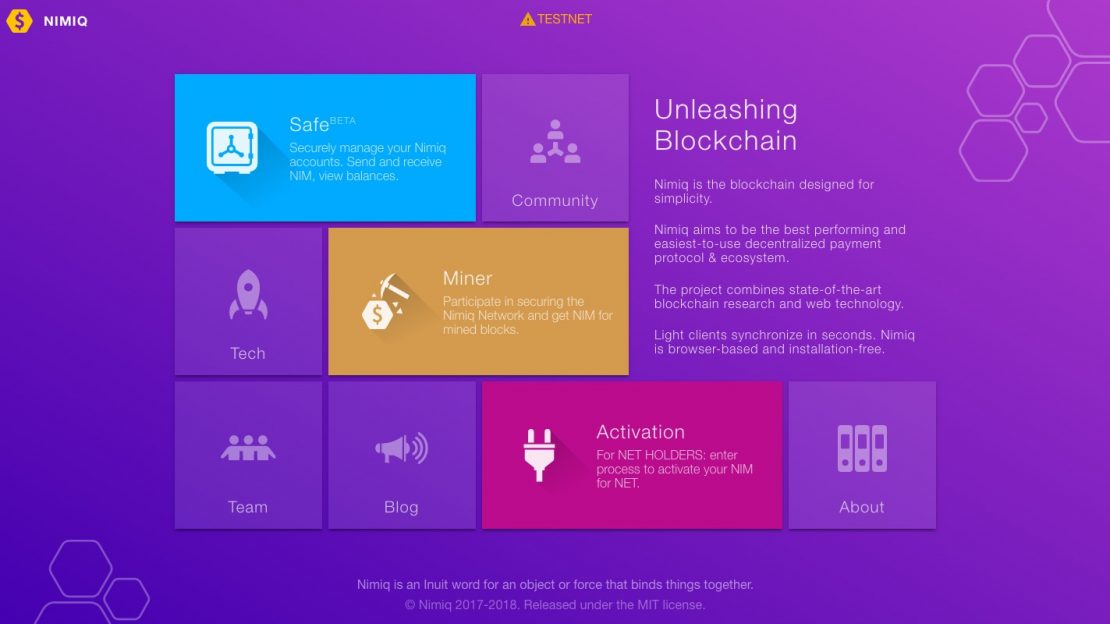 NIMIQ
TESTNET
Safe BETA
Securely manage your Nimiq
accounts. Send and receive
NIM, view balances.
Community
Unleashing
Blockchain
Nimiq is the blockchain designed for
simplicity.
Nimiq aims to be the best performing and
easiest-to-use decentralized payment
protocol & ecosystem.
The project combines state-of-the-art
blockchain research and web technology.
Light clients synchronize in seconds. Nimiq
is browser-based and installation-free.
Tech
Miner
Participate in securing the
Nimiq Network and get NIM for
mined blocks.
Team
Blog
Activation
For NET HOLDERS: enter
process to activate your NIM
for NET.
About
Nimiq is an Inuit word for an object or force that binds things together.
© Nimiq 2017-2018. Released under the MIT license.